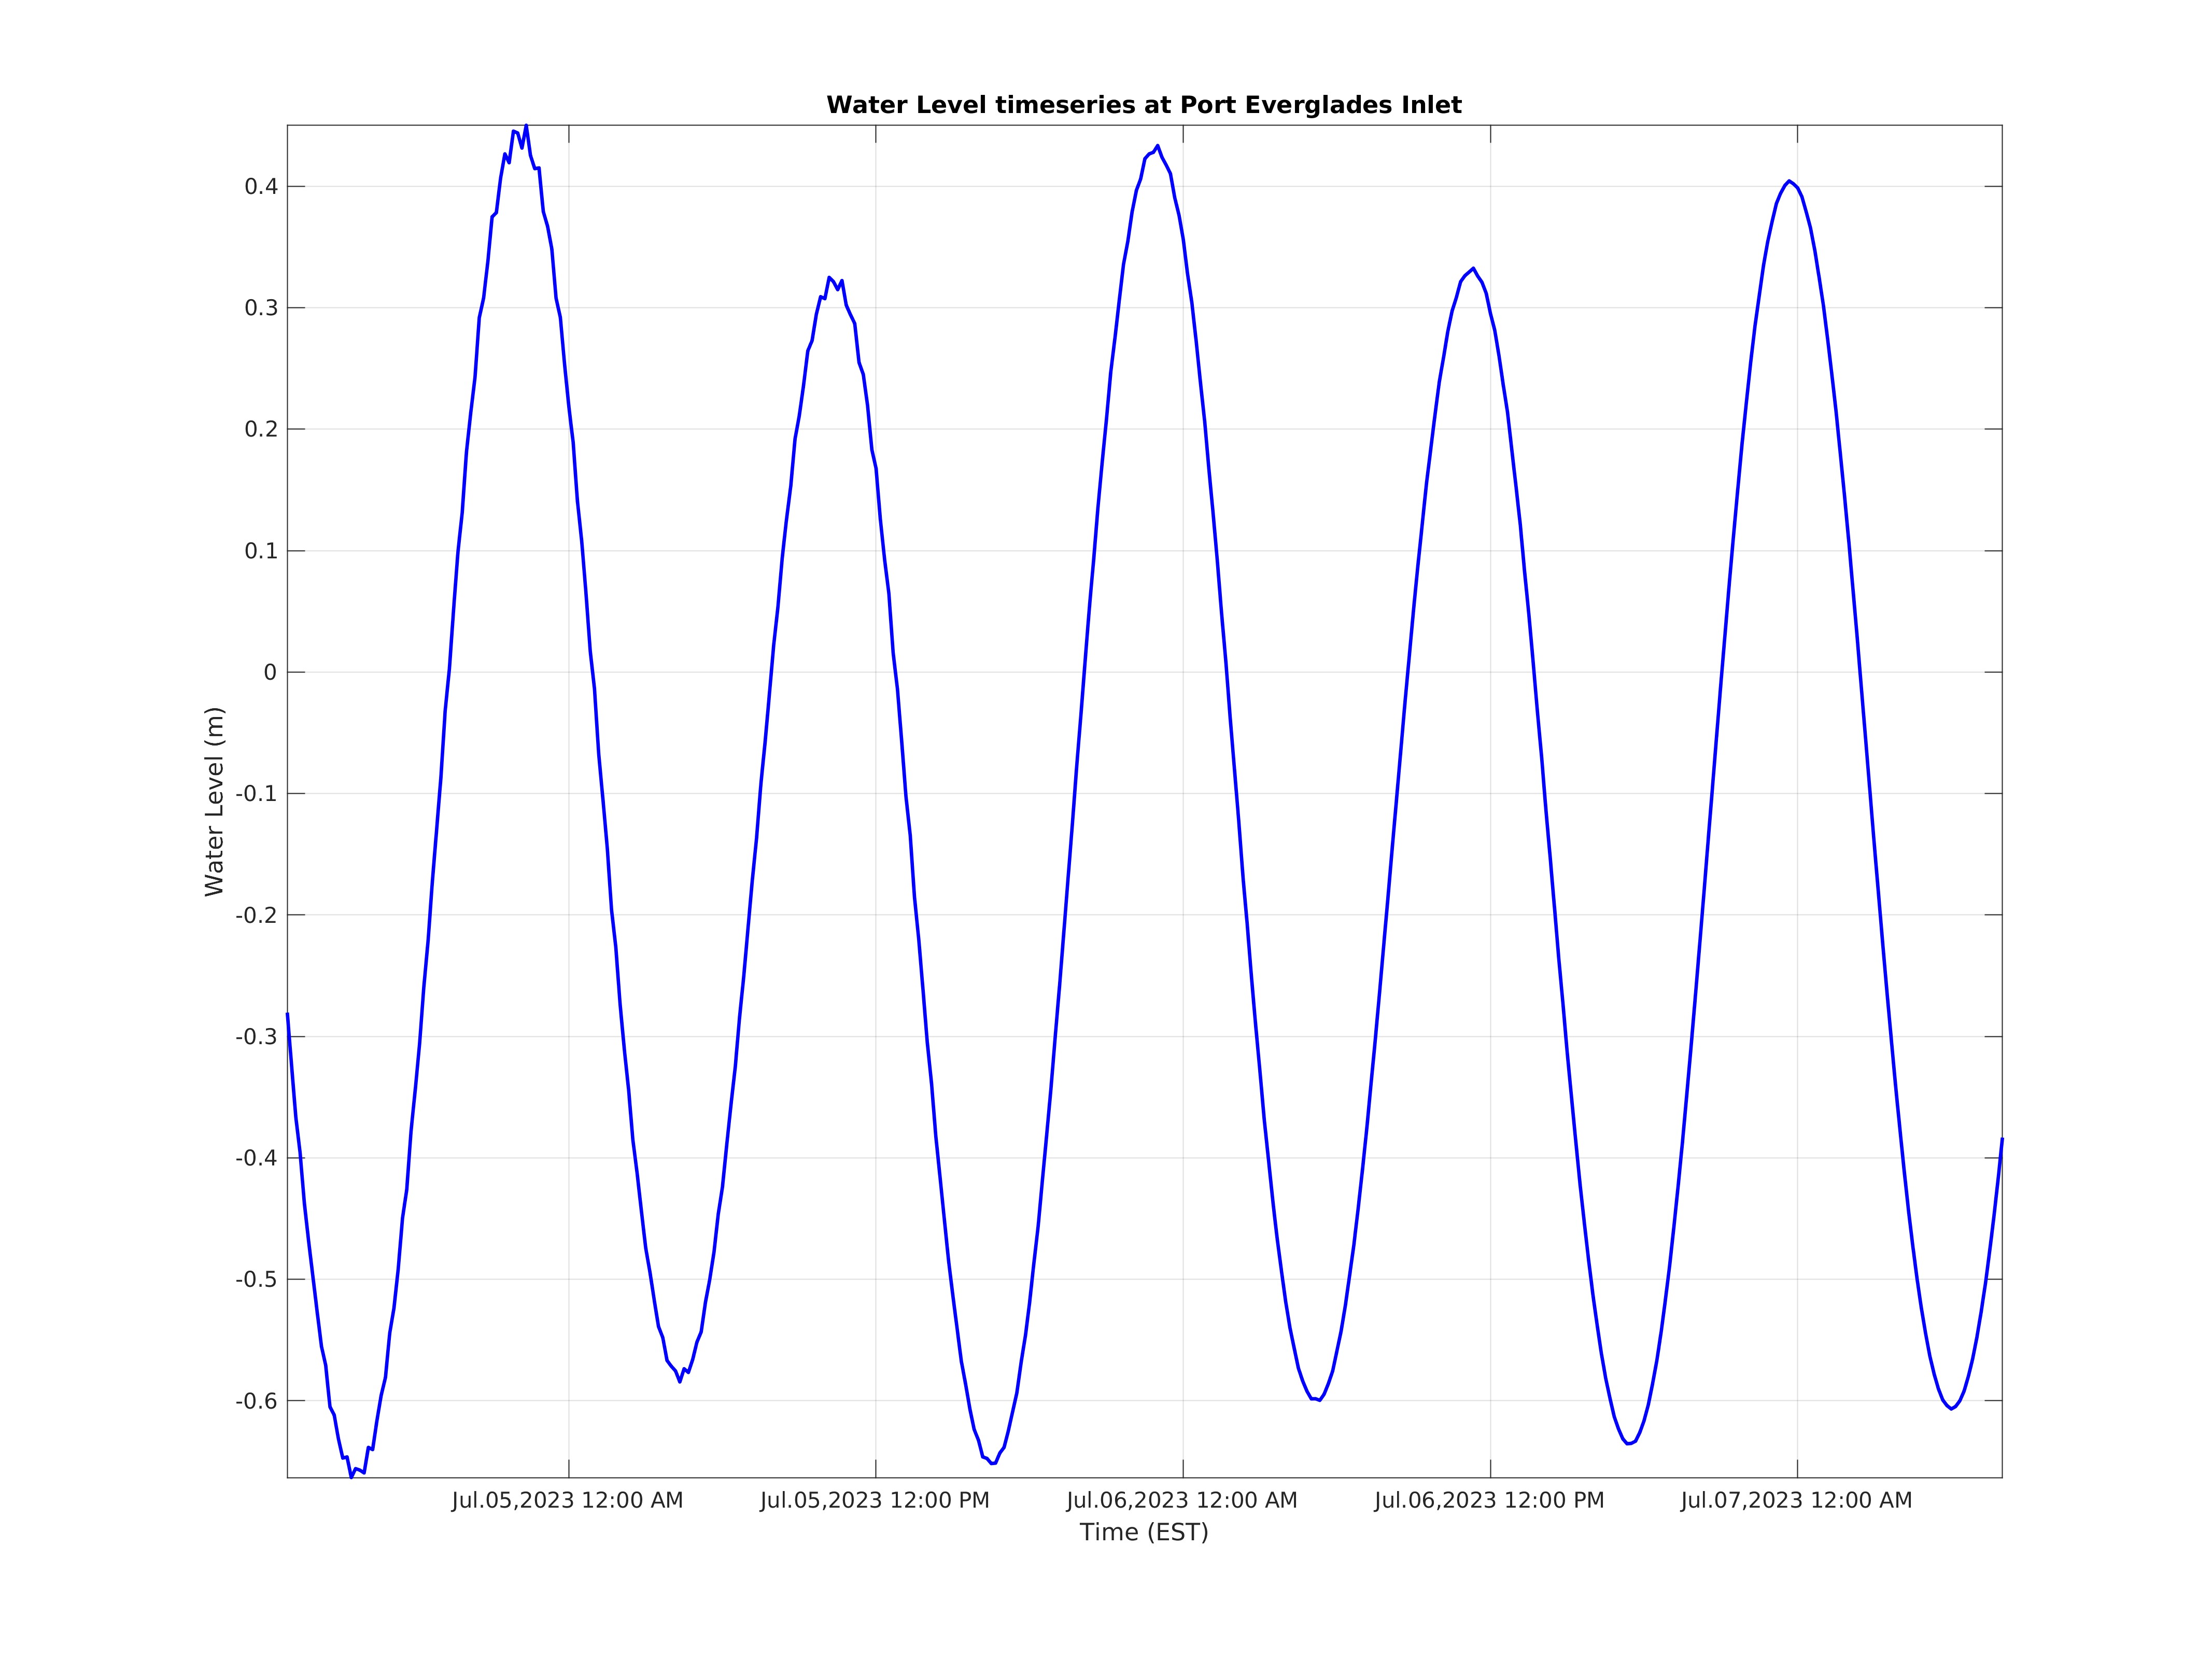 Water Level timeseries at Port Everglades Inlet
0.4
0.3
0.2
0.1
0
-0.1
-0.2
-0.3
-0.4
-0.5
-0.6
Water Level (m)
Jul.05,2023 12:00 AM
Jul.05,2023 12:00 PM
Jul.06,2023 12:00 AM
Jul.06,2023 12:00 PM
Jul.07,2023 12:00 AM
Time (EST)